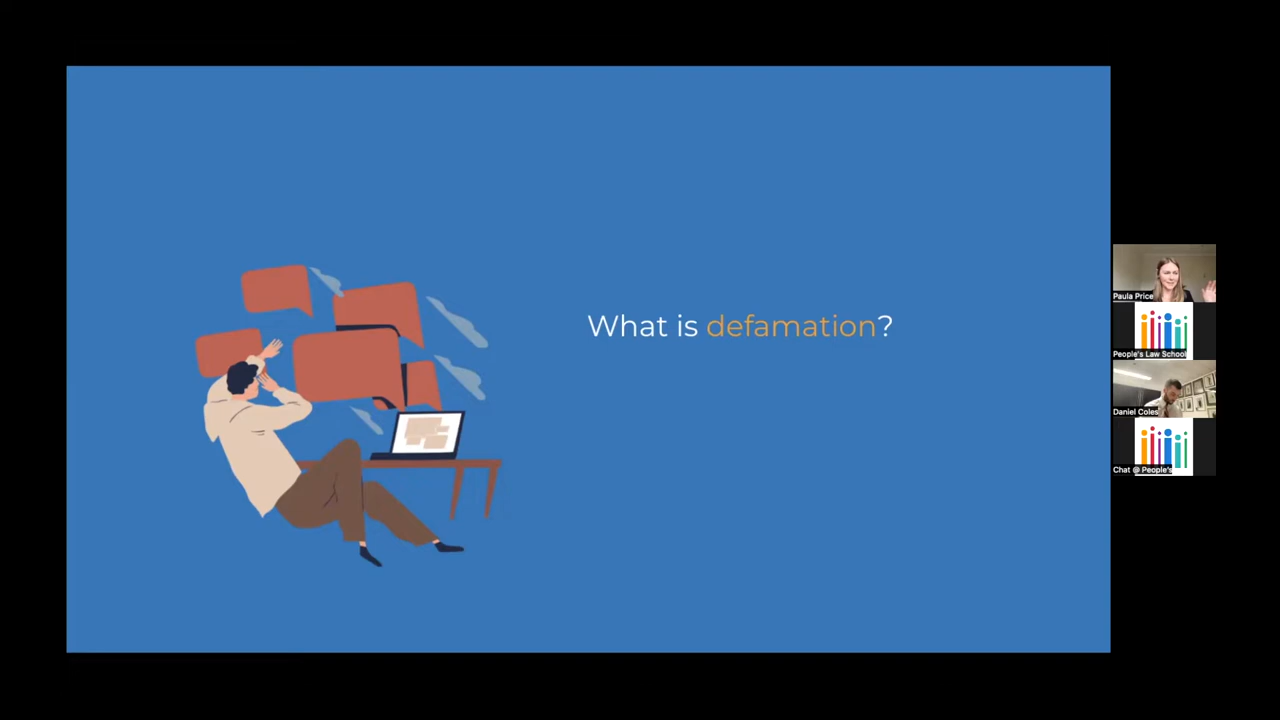 What is defamation?
Paula Price
People's Law School
Daniel Coles
Chat @ People's